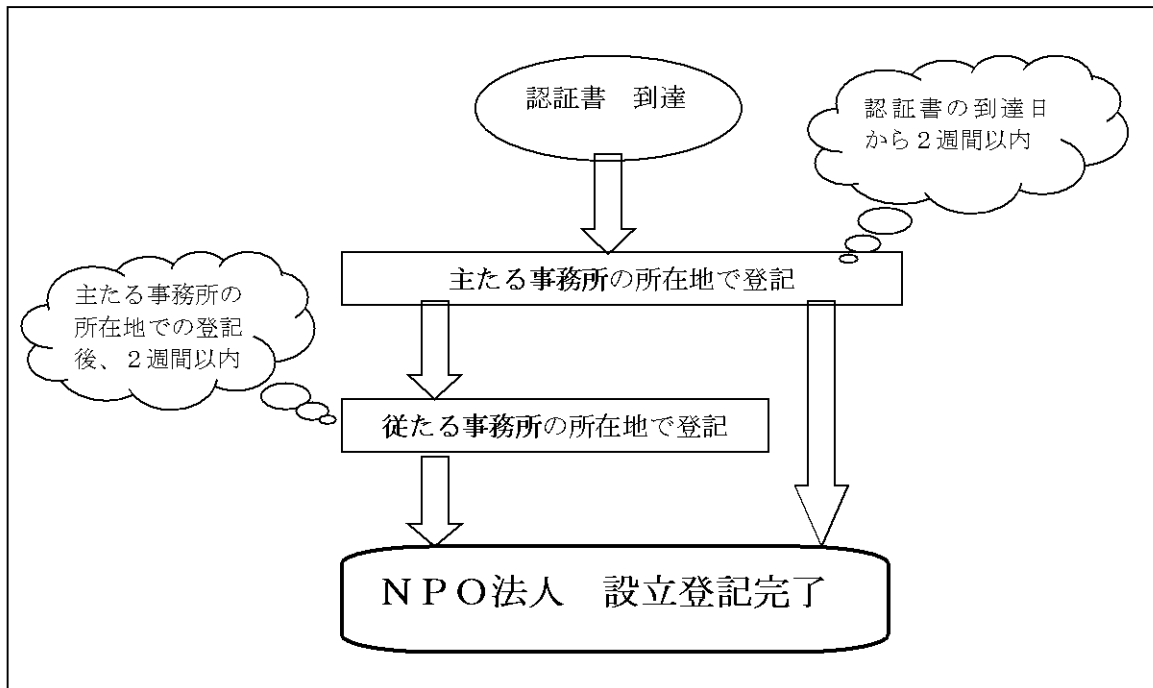 認証書　到達
認証書の到達日
から２週間以内
主たる事務所の所在地で登記
主たる事務所の
所在地での登記
後、２週間以内
従たる事務所の所在地で登記
ＮＰＯ法人　設立登記完了